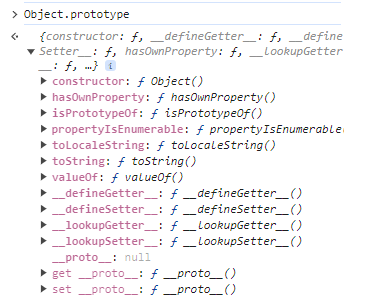 > Object.prototype
{constructor: ƒ, __defineGetter__: ƒ, __define
Setter__: ƒ, hasOwnProperty: ƒ, __lookupGetter
__: ƒ, …} i
constructor: ƒ Object()
hasOwnProperty: ƒ hasOwnProperty()
isPrototypeOf: ƒ isPrototypeOf()
propertyIsEnumerable: ƒ propertyIsEnumerable(
toLocaleString: ƒ toLocaleString()
toString: ƒ toString()
valueOf: ƒ valueOf()
__defineGetter__: ƒ __defineGetter__()
__defineSetter__: ƒ __defineSetter__()
__lookupGetter__: ƒ __lookupGetter__()
__lookupSetter__: ƒ __lookupSetter__()
__proto__: null
get __proto__: ƒ __proto__()
set __proto__: ƒ __proto__()